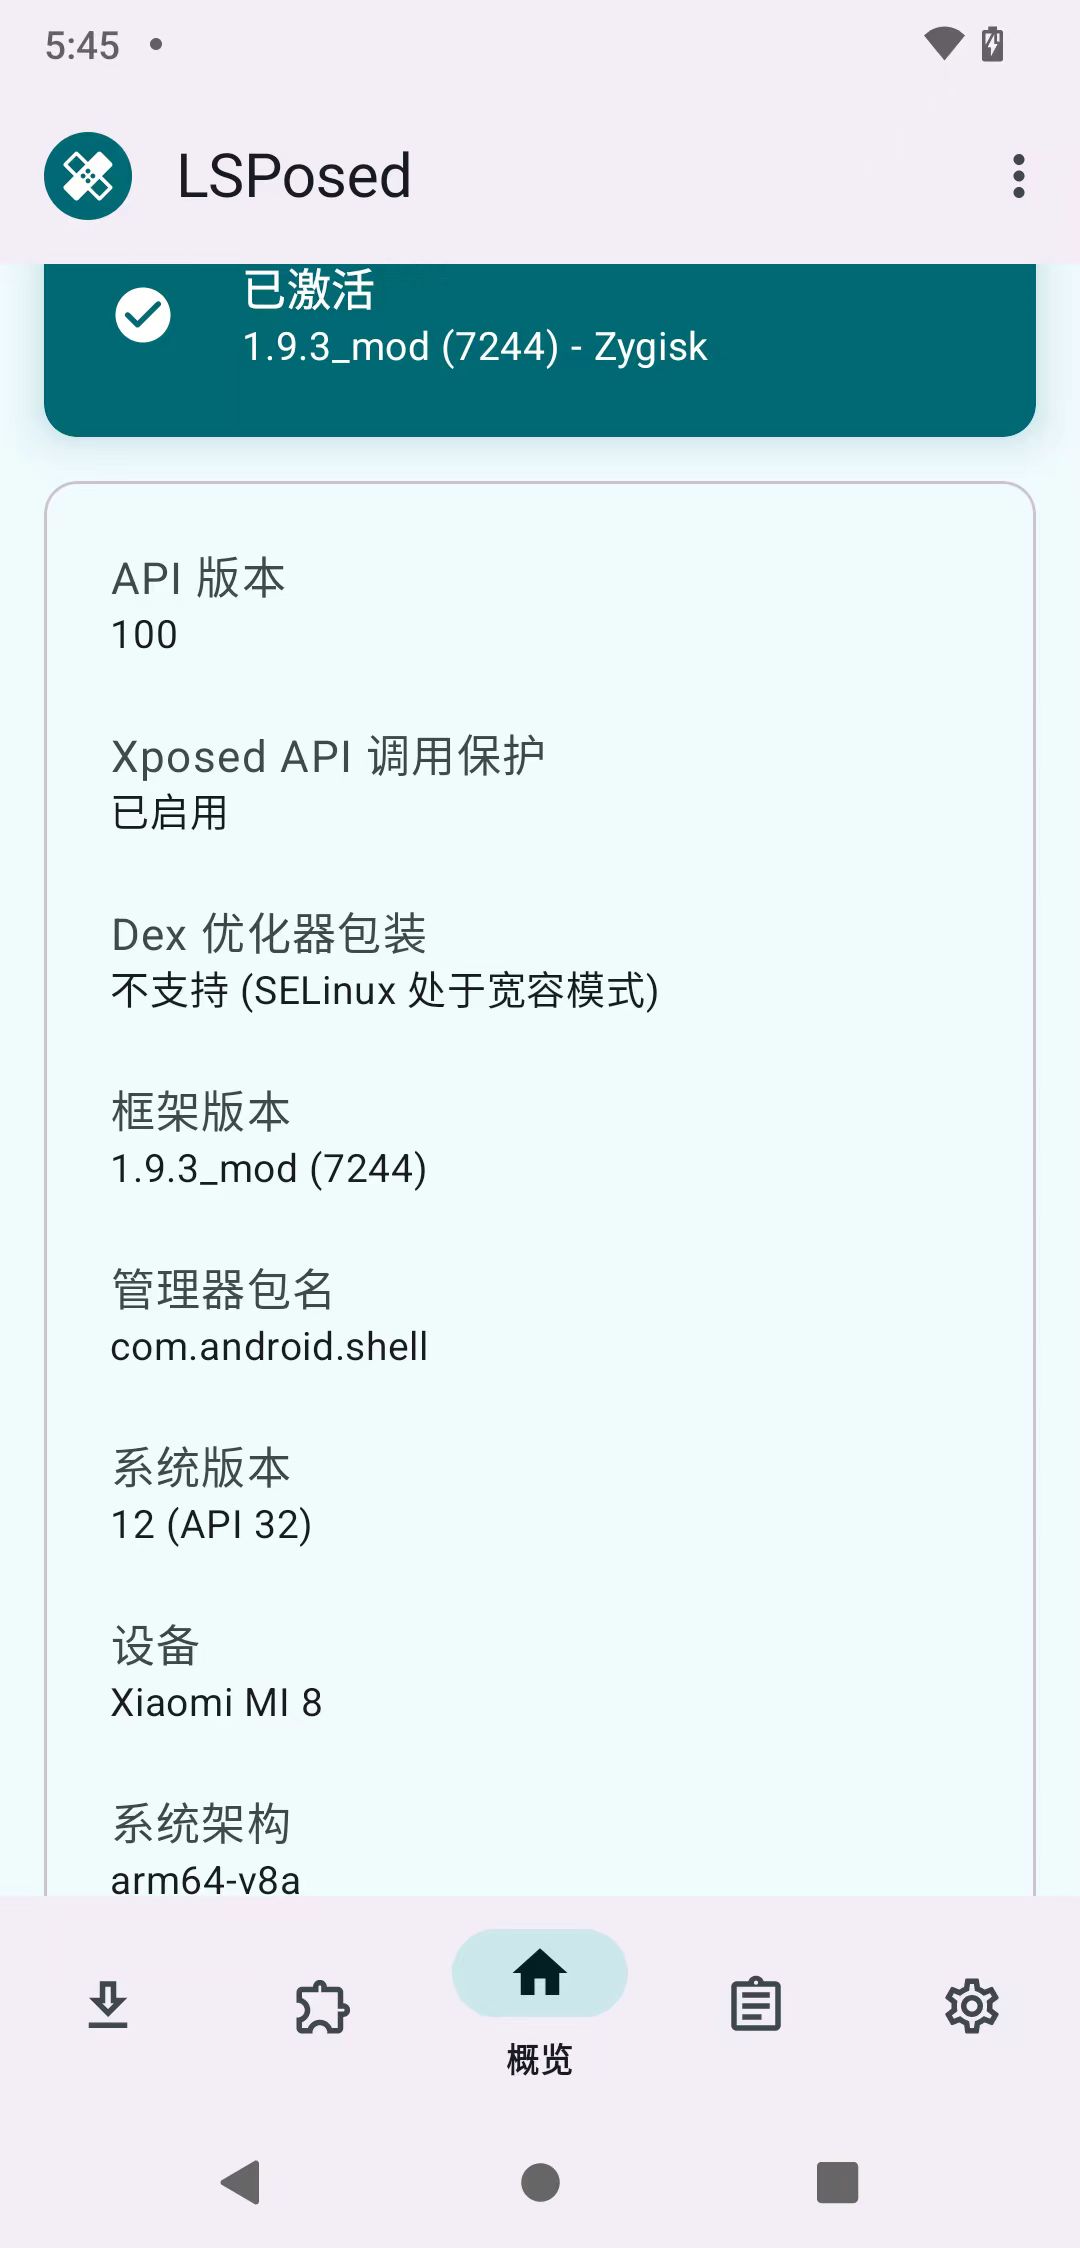 5:45
LSPosed
已激活
1.9.3_mod (7244) - Zygisk
API 版本
100
Xposed API 调用保护
已启用
Dex 优化器包装
不支持 (SELinux 处于宽容模式)
框架版本
1.9.3_mod (7244)
管理器包名
com.android.shell
系统版本
12 (API 32)
设备
Xiaomi MI 8
系统架构
arm64-v8a
概览